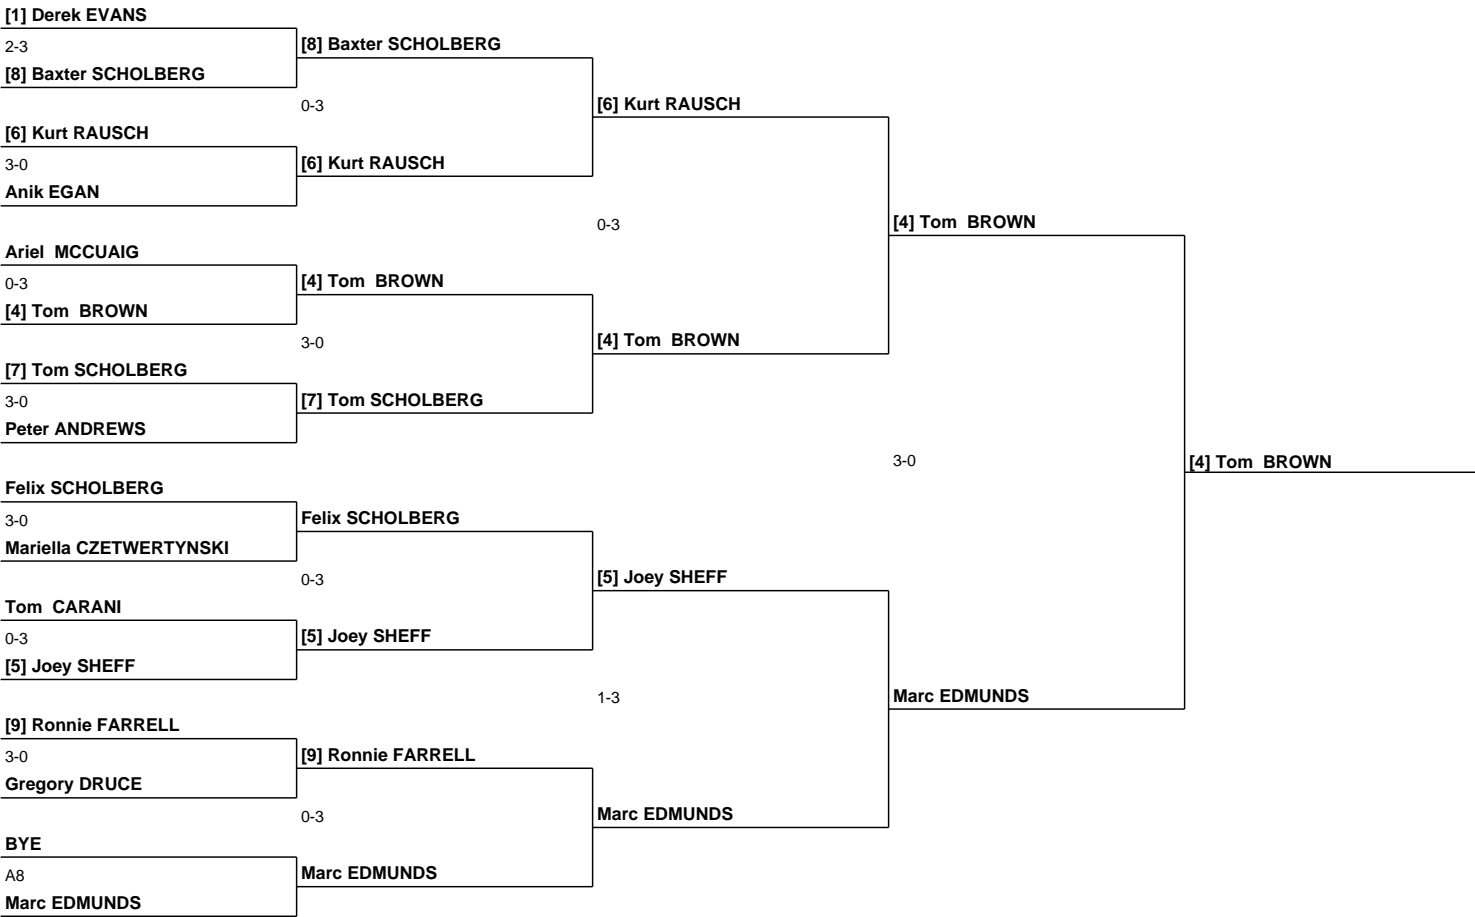 [1] Derek EVANS
2-3
[8] Baxter SCHOLBERG
[6] Kurt RAUSCH
3-0
Anik EGAN
Ariel  MCCUAIG
0-3
[4] Tom  BROWN
[7] Tom SCHOLBERG
3-0
Peter ANDREWS
Felix SCHOLBERG
3-0
Mariella CZETWERTYNSKI
Tom  CARANI
0-3
[5] Joey SHEFF
[9] Ronnie FARRELL
3-0
Gregory DRUCE
BYE
A8
Marc EDMUNDS
[8] Baxter SCHOLBERG
0-3
[6] Kurt RAUSCH
[4] Tom  BROWN
3-0
[7] Tom SCHOLBERG
Felix SCHOLBERG
0-3
[5] Joey SHEFF
[9] Ronnie FARRELL
0-3
Marc EDMUNDS
[6] Kurt RAUSCH
0-3
[4] Tom  BROWN
[5] Joey SHEFF
1-3
Marc EDMUNDS
[4] Tom  BROWN
3-0
Marc EDMUNDS
[4] Tom  BROWN